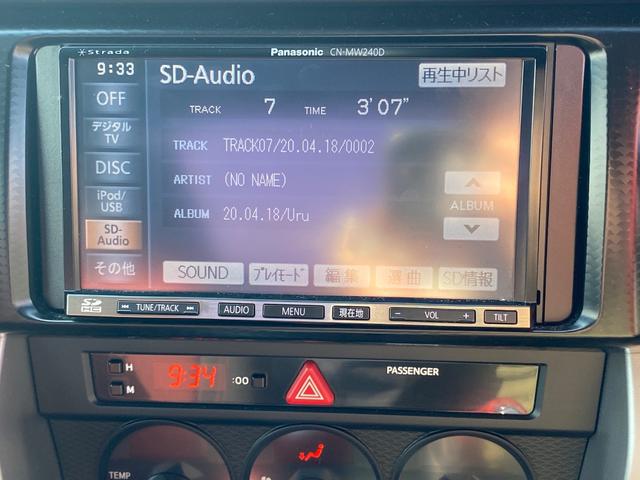 Strada Panasonic CN-MW240D
9:33 SD-Audio 再生中リスト
OFF
TRACK 7 TIME 3'07"
デジタル
TV
TRACK TRACK07/20.04.18/0002
DISC
ARTIST (NO NAME)
iPod/
USB
ALBUM
ALBUM 20.04.18/Uru
SD-
Audio
その他
SOUND プレイモード 編集 選曲 SD情報
SD
HC
TUNE/TRACK AUDIO MENU 現在地 - VOL + TILT
H
9:34 :00 PASSENGER
M
TEMP